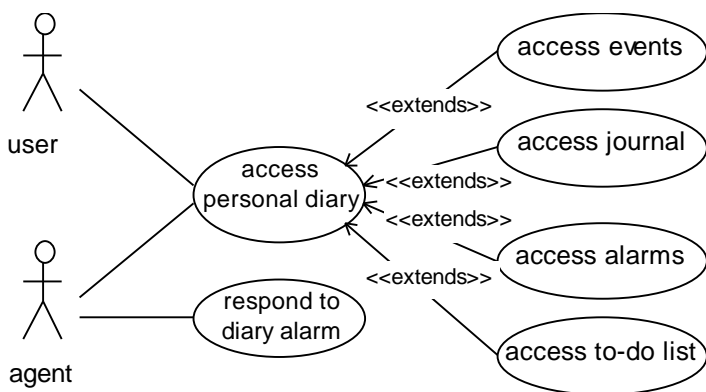 access events
<<extends>>
user
access journal
access
personal diary
<<extends>>
<<extends>>
access alarms
<<extends>>
respond to
diary alarm
access to-do list
agent